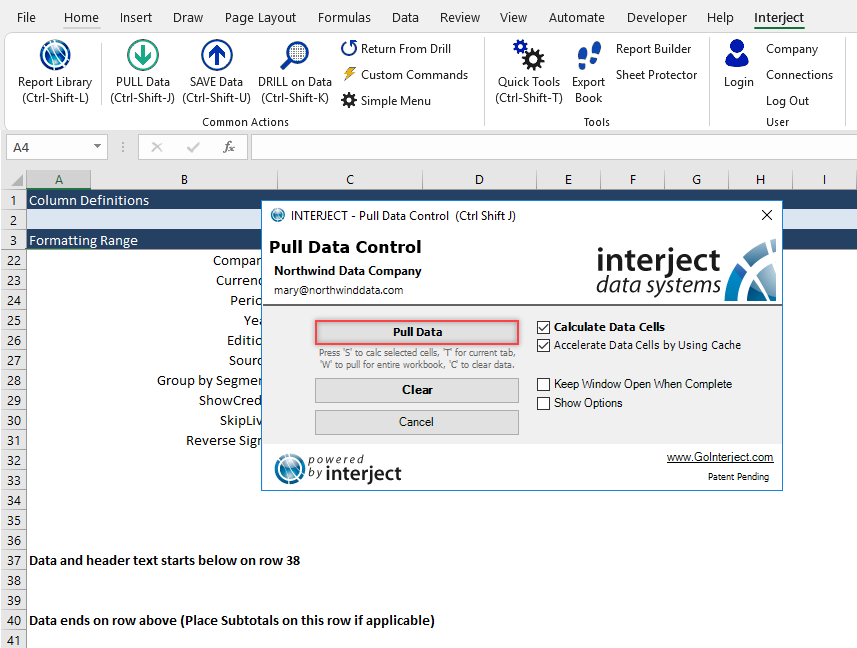 File Home Insert Draw Page Layout Formulas Data Review View Automate Developer Help Interject
Report Library
(Ctrl-Shift-L)
PULL Data
(Ctrl-Shift-J)
SAVE Data
(Ctrl-Shift-U)
DRILL on Data
(Ctrl-Shift-K)
Return From Drill
Custom Commands
Simple Menu
Common Actions
Quick Tools
(Ctrl-Shift-T)
Export
Book
Report Builder
Sheet Protector
Tools
Login
Company
Connections
Log Out
User
A4
fx
A B C D E F G H I
1 Column Definitions
2
3 Formatting Range
22 Compar
23 Curren
24 Peri
25 Ye
26 Editio
27 Sour
28 Group by Segmer
29 ShowCred
30 SkipLiv
31 Reverse Sigr
32
33
34
35
36
37 Data and header text starts below on row 38
38
39
40 Data ends on row above (Place Subtotals on this row if applicable)
41
INTERJECT - Pull Data Control (Ctrl Shift J)
Pull Data Control
Northwind Data Company
mary@northwinddata.com
interject
data systems
Pull Data
Press 'S' to calc selected cells, 'T' for current tab,
'W' to pull for entire workbook, 'C' to clear data.
Clear
Cancel
Calculate Data Cells
Accelerate Data Cells by Using Cache
Keep Window Open When Complete
Show Options
powered
by interject
www.GoInterject.com
Patent Pending